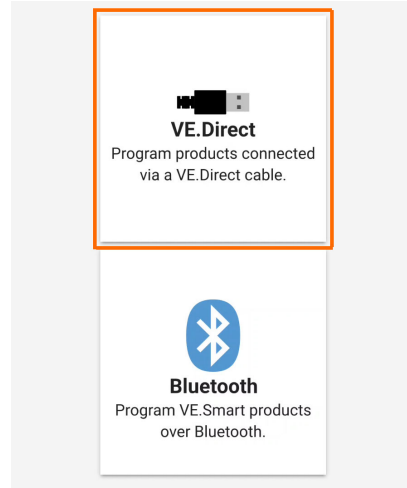 VE.Direct
Program products connected
via a VE.Direct cable.
Bluetooth
Program VE.Smart products
over Bluetooth.